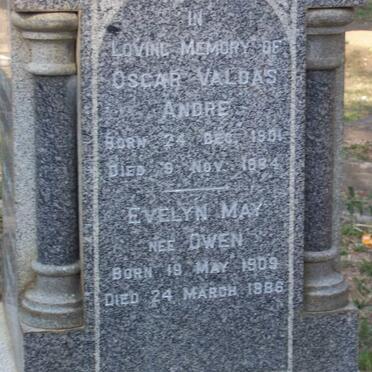 IN
LOVING MEMORY OF
OSCAR VALDAS
ANDRE
BORN 24 DEC. 1901
DIED 9 NOV. 1984
EVELYN MAY
NEE OWEN
BORN 19 MAY 1909
DIED 24 MARCH 1986